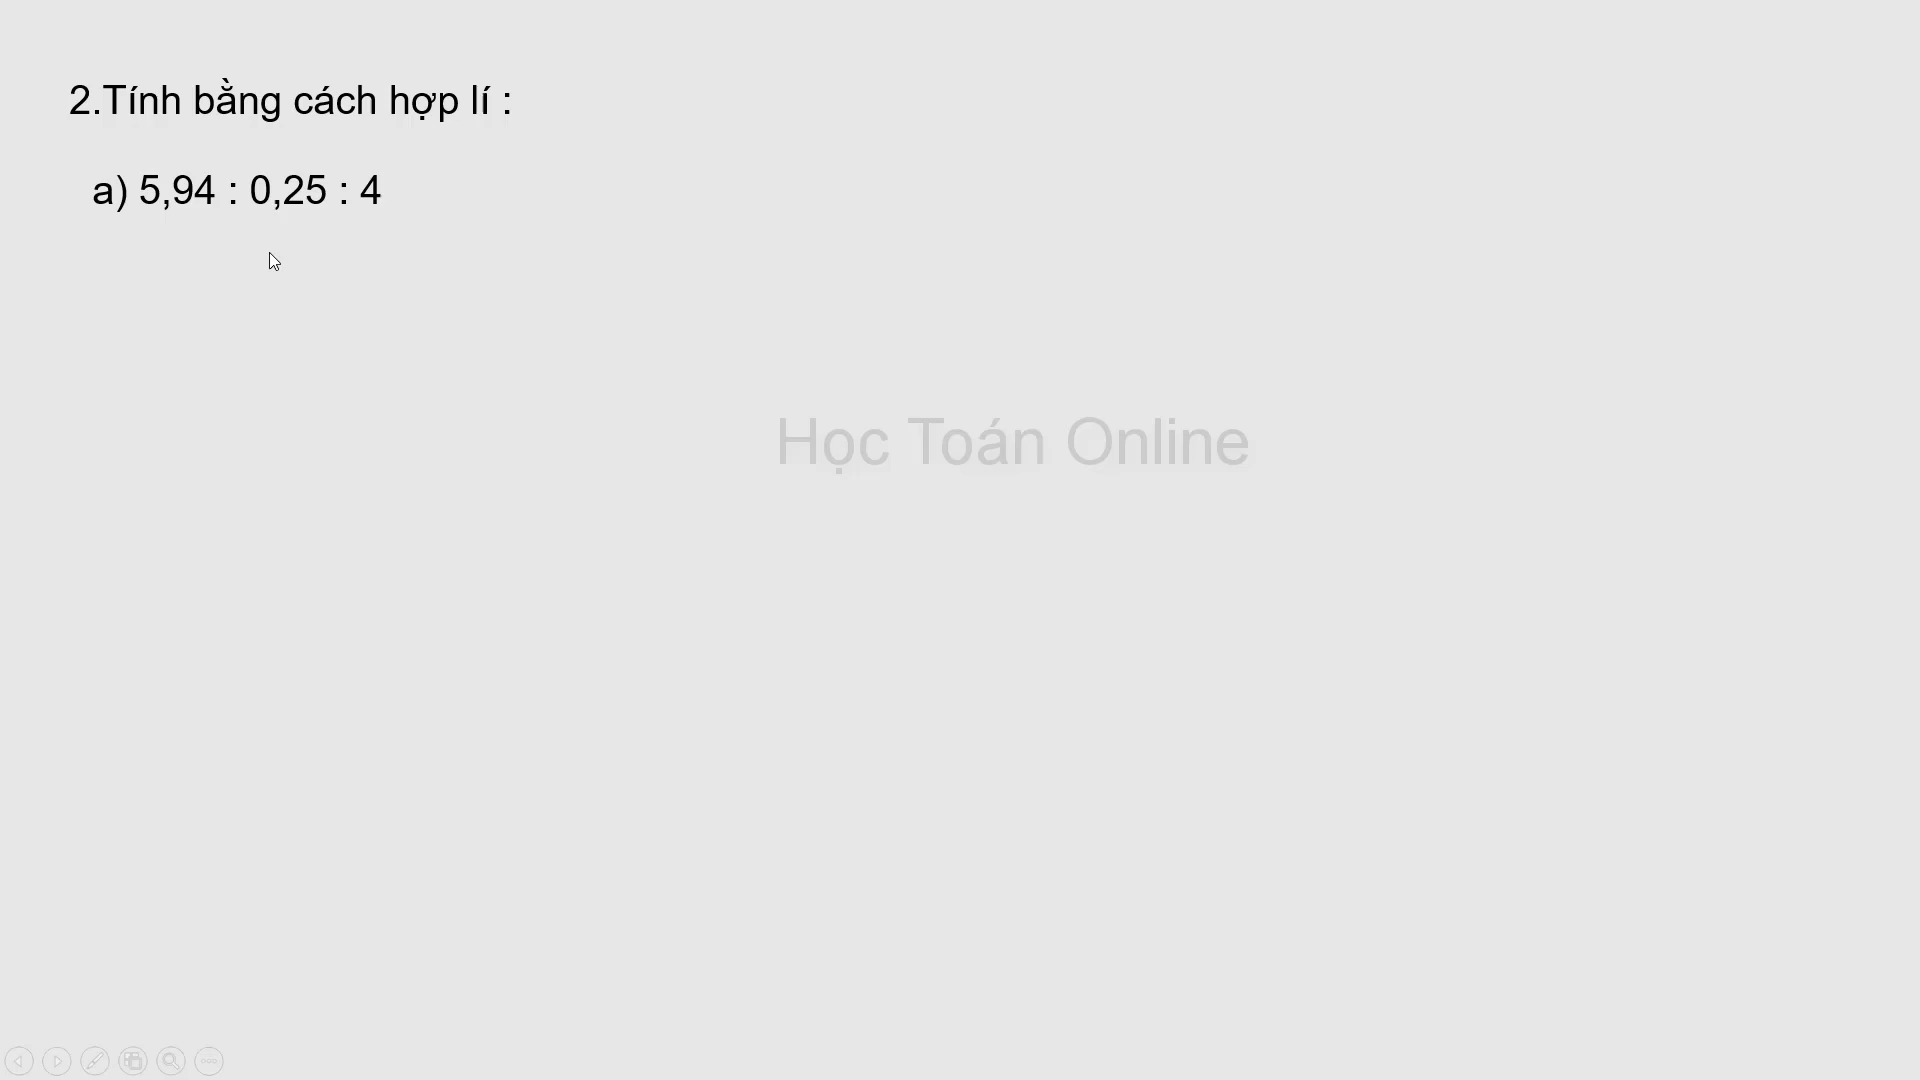 2.Tính bằng cách hợp lí :
a) 5,94 : 0,25 : 4
Học Toán Online